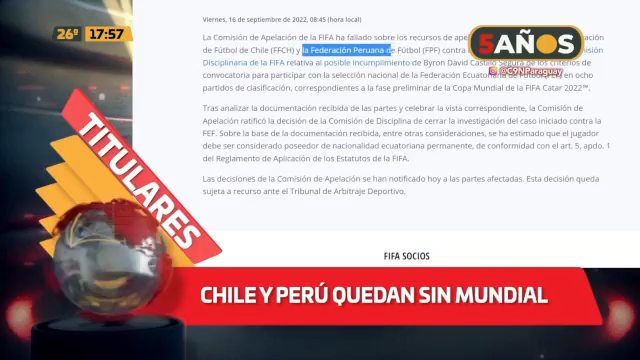 26º 17:57
5AÑOS
@C9NParaguay
Viernes, 16 de septiembre de 2022, 08:45 (hora local)
La Comisión de Apelación de la FIFA ha fallado sobre los recursos de ape
de Fútbol de Chile (FFCH) y la Federación Peruana de Fútbol (FPF) contra
Disciplinaria de la FIFA relativa al posible incumplimiento de Byron David Castillo Segura de los criterios de
convocatoria para participar con la selección nacional de la Federación Ecuatoriana de Fútbol (FEF) en ocho
partidos de clasificación, correspondientes a la fase preliminar de la Copa Mundial de la FIFA Catar 2022™.
Tras analizar la documentación recibida de las partes y celebrar la vista correspondiente, la Comisión de
Apelación ratificó la decisión de la Comisión de Disciplina de cerrar la investigación del caso iniciado contra la
FEF. Sobre la base de la documentación recibida, entre otras consideraciones, se ha estimado que el jugador
debe ser considerado poseedor de nacionalidad ecuatoriana permanente, de conformidad con el art. 5, apdo. 1
del Reglamento de Aplicación de los Estatutos de la FIFA.
Las decisiones de la Comisión de Apelación se han notificado hoy a las partes afectadas. Esta decisión queda
sujeta a recurso ante el Tribunal de Arbitraje Deportivo.
FIFA SOCIOS
TITULARES
CHILE Y PERÚ QUEDAN SIN MUNDIAL